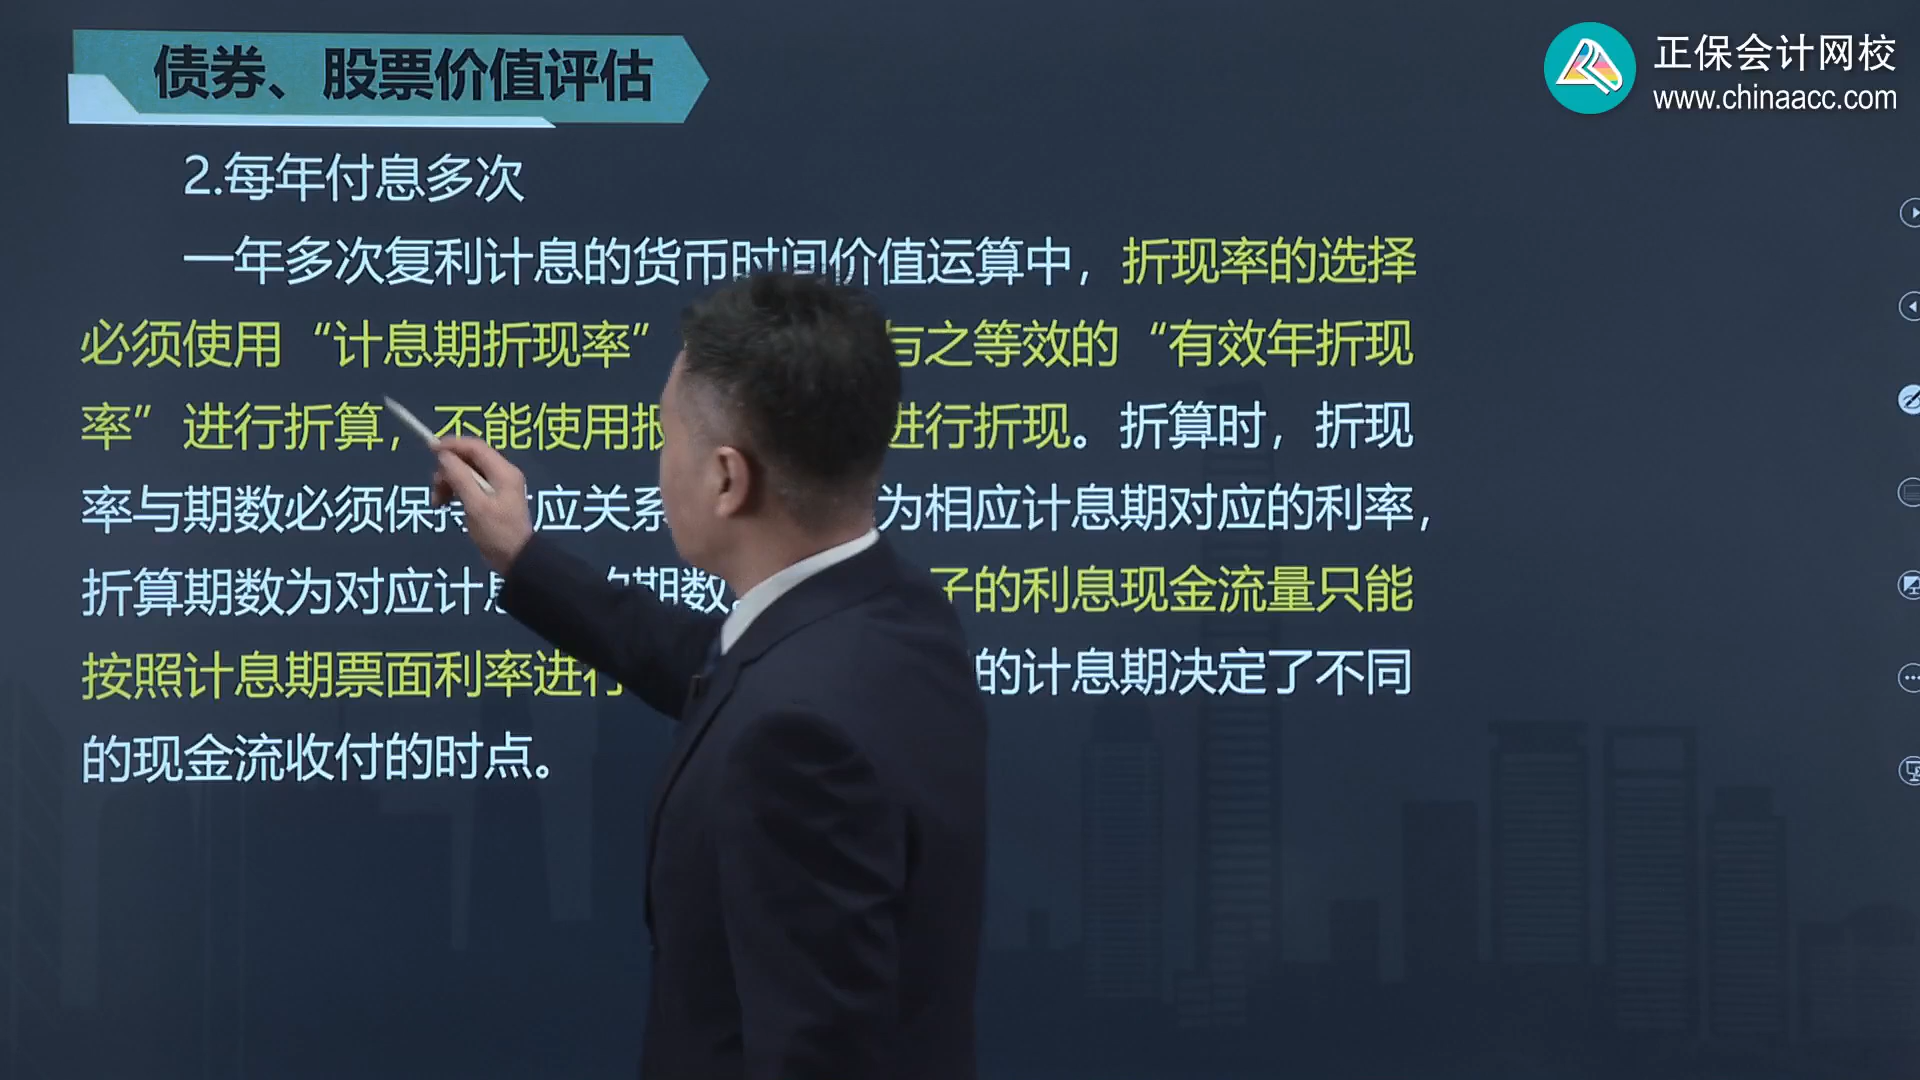 债券、股票价值评估
正保会计网校
www.chinaacc.com
2.每年付息多次
一年多次复利计息的货币时间价值运算中，折现率的选择
必须使用“计息期折现率” 与之等效的“有效年折现
率”进行折算，不能使用报 进行折现。折算时，折现
率与期数必须保持 应关系 为相应计息期对应的利率，
折算期数为对应计息 期数。 子的利息现金流量只能
按照计息期票面利率进行 的计息期决定了不同
的现金流收付的时点。